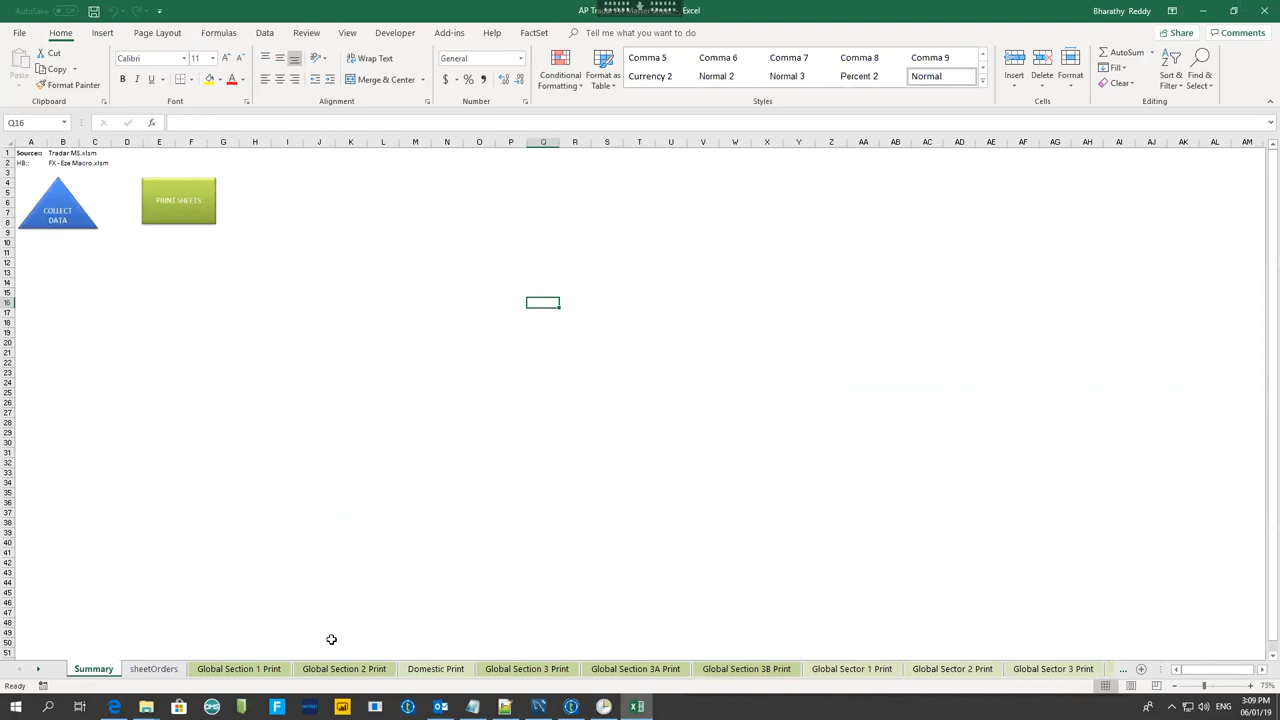 AutoSave Off
AP Trad Excel
Bharathy Reddy
File Home Insert Page Layout Formulas Data Review View Developer Add-ins Help FactSet Tell me what you want to do Share Comments
Paste
Cut
Copy
Format Painter
Clipboard
Calibri 11
B I U
Font
Wrap Text
Merge & Center
Alignment
General
$ % ,
Number
Conditional Formatting
Format as Table
Comma 5 Comma 6 Comma 7 Comma 8 Comma 9
Currency 2 Normal 2 Normal 3 Percent 2 Normal
Styles
Insert Delete Format
Cells
AutoSum
Fill
Clear
Sort & Filter
Find & Select
Editing
Q16 fx
A B C D E F G H I J K L M N O P Q R S T U V W X Y Z AA AB AC AD AE AF AG AH AI AJ AK AL AM
1 Source: Tradar MS.xlsm
2 HB: FX - Eze Macro.xlsm
3
4
5
6
7
8
9
10
11
12
13
14
15
16
17
18
19
20
21
22
23
24
25
26
27
28
29
30
31
32
33
34
35
36
37
38
39
40
41
42
43
44
45
46
47
48
49
50
51
COLLECT
DATA
PRINT SHEETS
Summary sheetOrders Global Section 1 Print Global Section 2 Print Domestic Print Global Section 3 Print Global Section 3A Print Global Section 3B Print Global Sector 1 Print Global Sector 2 Print Global Sector 3 Print ...
Ready 75%
ENG
3:09 PM
06/01/19